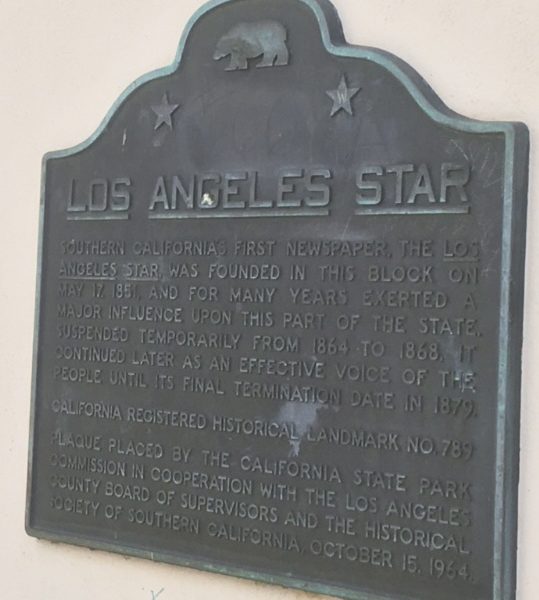 LOS ANGELES STAR
SOUTHERN CALIFORNIA'S FIRST NEWSPAPER, THE LOS
ANGELES STAR, WAS FOUNDED IN THIS BLOCK ON
MAY 17, 1851, AND FOR MANY YEARS EXERTED A
MAJOR INFLUENCE UPON THIS PART OF THE STATE.
SUSPENDED TEMPORARILY FROM 1864 TO 1868, IT
CONTINUED LATER AS AN EFFECTIVE VOICE OF THE
PEOPLE UNTIL ITS FINAL TERMINATION DATE IN 1879.
CALIFORNIA REGISTERED HISTORICAL LANDMARK NO. 789
PLAQUE PLACED BY THE CALIFORNIA STATE PARK
COMMISSION IN COOPERATION WITH THE LOS ANGELES
COUNTY BOARD OF SUPERVISORS AND THE HISTORICAL
SOCIETY OF SOUTHERN CALIFORNIA, OCTOBER 15, 1964.